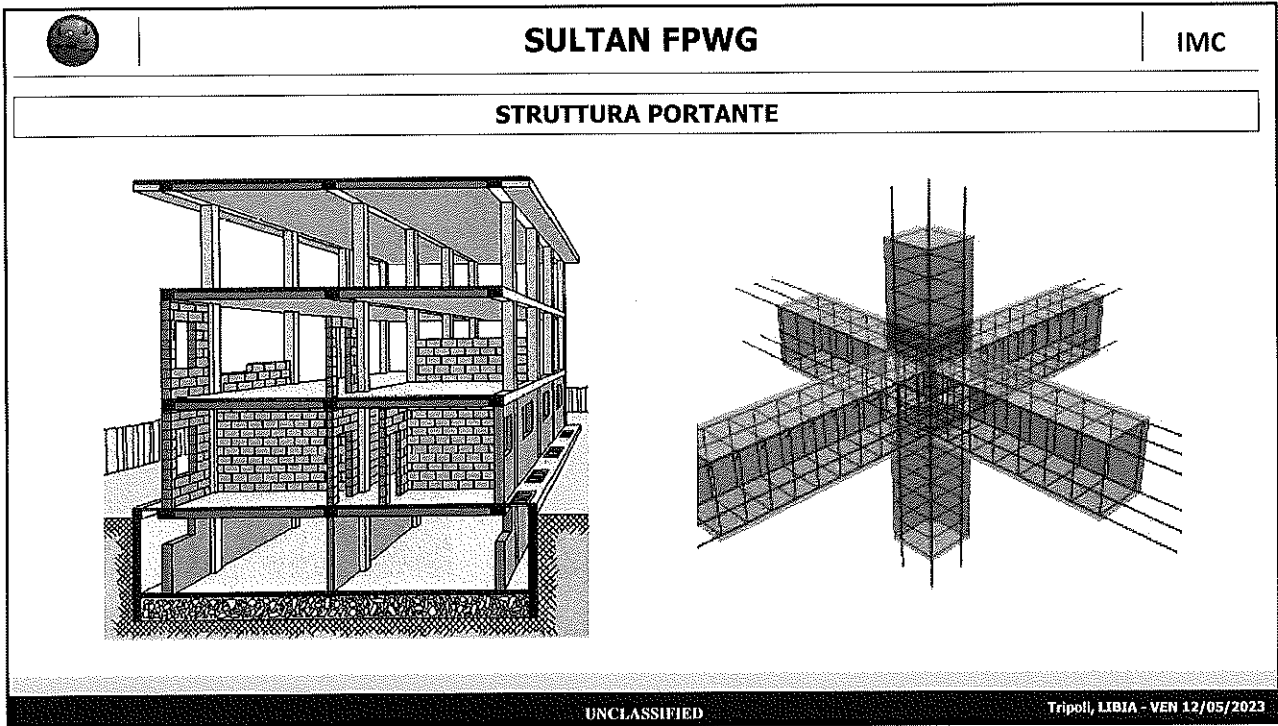 SULTAN FPWG
IMC
STRUTTURA PORTANTE
UNCLASSIFIED
Tripoli, LIBIA - VEN 12/05/2023